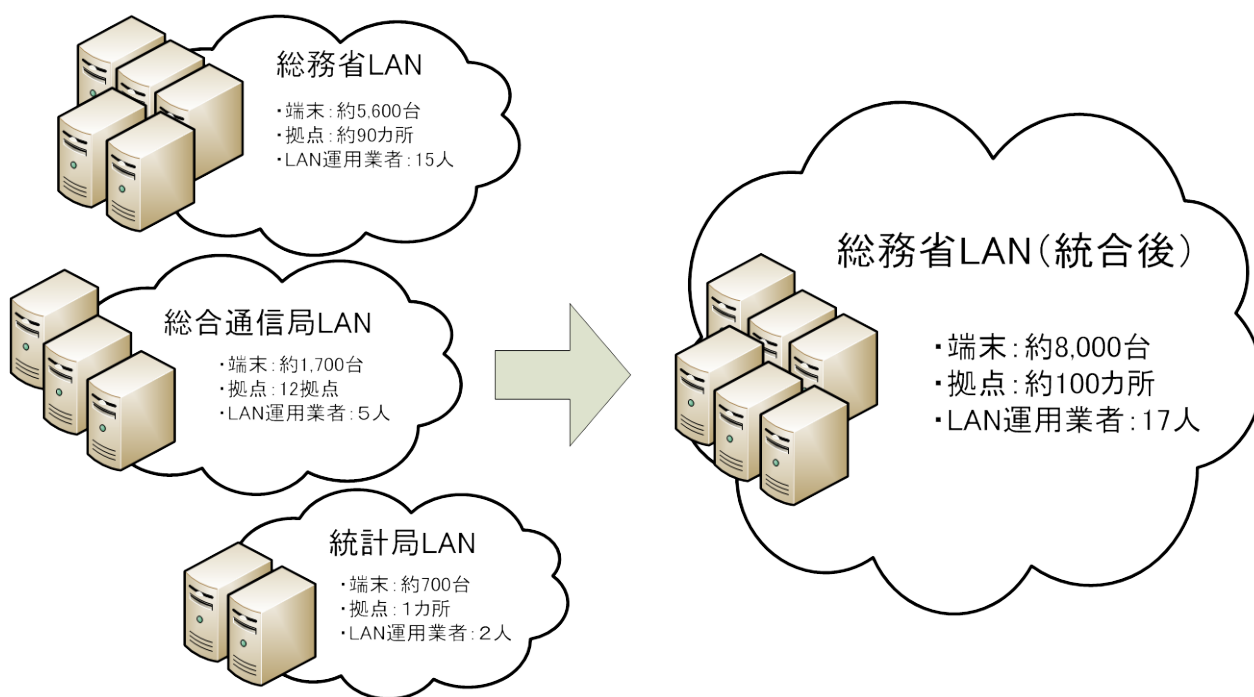 総務省LAN
・端末：約5,600台
・拠点：約90カ所
・LAN運用業者：15人
総合通信局LAN
・端末：約1,700台
・拠点：12拠点
・LAN運用業者：５人
統計局LAN
・端末：約700台
・拠点：1カ所
・LAN運用業者：２人
総務省LAN（統合後）
・端末：約8,000台
・拠点：約100カ所
・LAN運用業者：17人